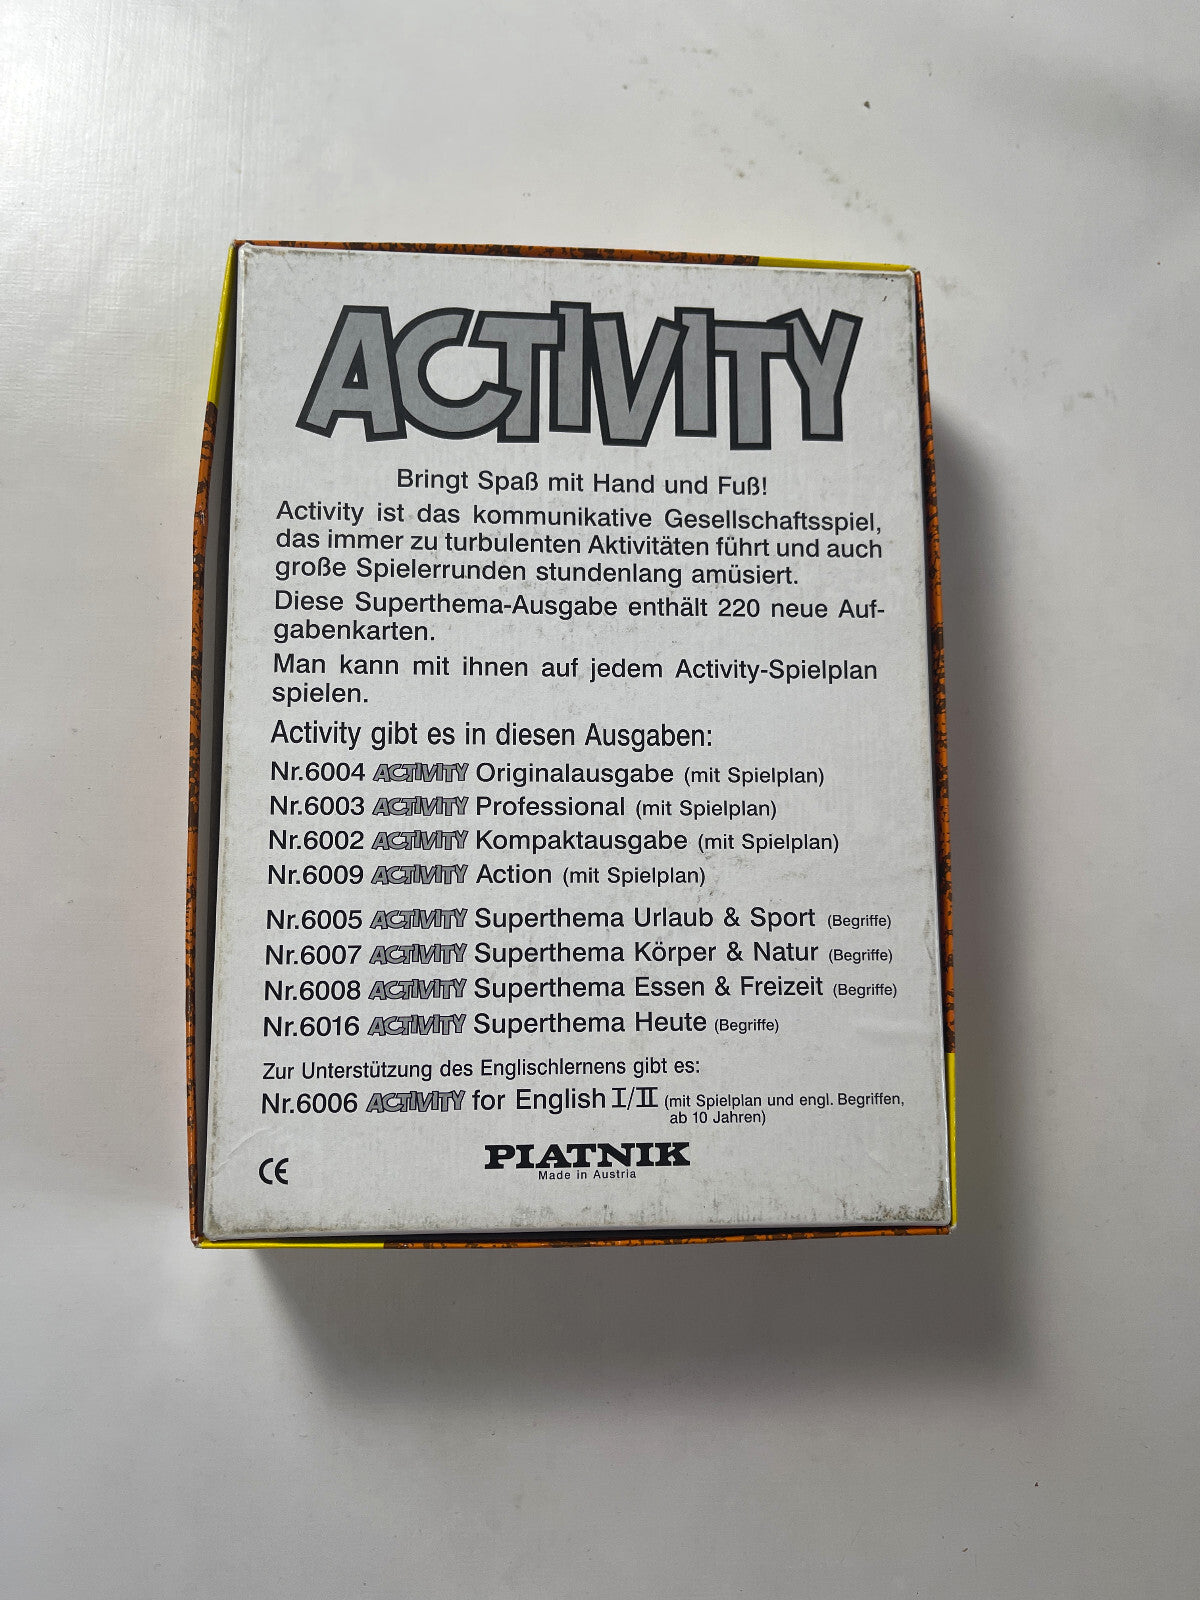 ACTIVITY
Bringt Spaß mit Hand und Fuß!
Activity ist das kommunikative Gesellschaftsspiel,
das immer zu turbulenten Aktivitäten führt und auch
große Spielerrunden stundenlang amüsiert.
Diese Superthema-Ausgabe enthält 220 neue Auf-
gabenkarten.
Man kann mit ihnen auf jedem Activity-Spielplan
spielen.
Activity gibt es in diesen Ausgaben:
Nr.6004 ACTIVITY Originalausgabe (mit Spielplan)
Nr.6003 ACTIVITY Professional (mit Spielplan)
Nr.6002 ACTIVITY Kompaktausgabe (mit Spielplan)
Nr.6009 ACTIVITY Action (mit Spielplan)
Nr.6005 ACTIVITY Superthema Urlaub & Sport (Begriffe)
Nr.6007 ACTIVITY Superthema Körper & Natur (Begriffe)
Nr.6008 ACTIVITY Superthema Essen & Freizeit (Begriffe)
Nr.6016 ACTIVITY Superthema Heute (Begriffe)
Zur Unterstützung des Englischlernens gibt es:
Nr.6006 ACTIVITY for English I/II (mit Spielplan und engl. Begriffen,
ab 10 Jahren)
CE
PIATNIK
Made in Austria